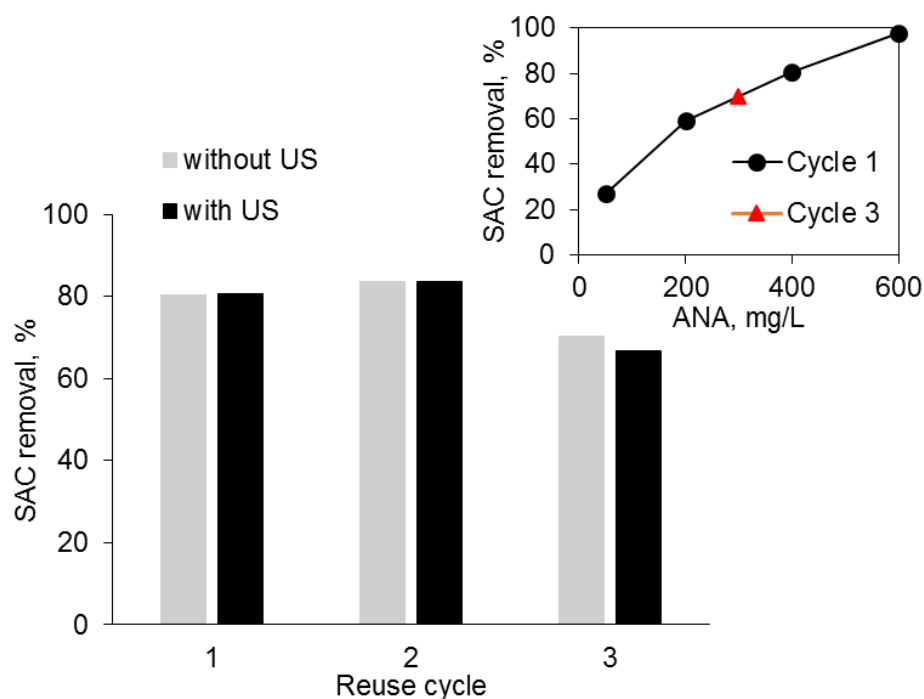 without US
with US
SAC removal, %
100
80
60
40
20
0
1
2
3
Reuse cycle
SAC removal, %
100
80
60
40
20
0
0
200
400
600
ANA, mg/L
Cycle 1
Cycle 3